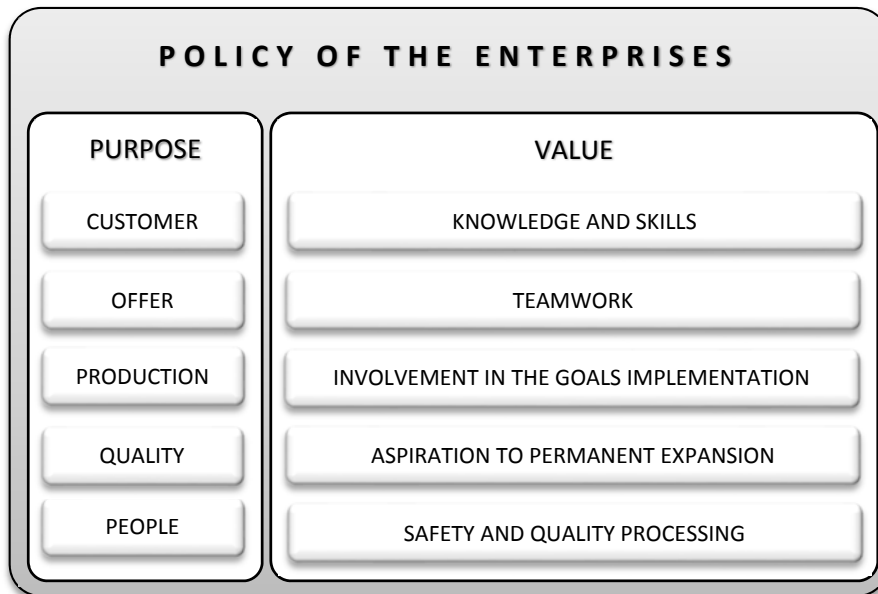 POLICY OF THE ENTERPRISES
PURPOSE
CUSTOMER
OFFER
PRODUCTION
QUALITY
PEOPLE
VALUE
KNOWLEDGE AND SKILLS
TEAMWORK
INVOLVEMENT IN THE GOALS IMPLEMENTATION
ASPIRATION TO PERMANENT EXPANSION
SAFETY AND QUALITY PROCESSING